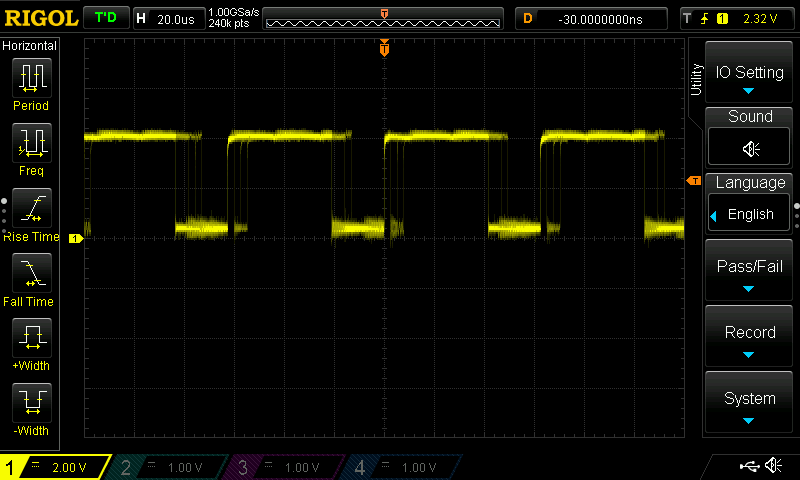 RIGOL T'D H 20.0us 1.00GSa/s 240k pts T D -30.0000000ns T 1 2.32 V
Horizontal
Period
Freq
Rise Time
Fall Time
+Width
-Width
T
T
1
Utility
IO Setting
Sound
Language
English
Pass/Fail
Record
System
1 2.00 V 2 1.00 V 3 1.00 V 4 1.00 V